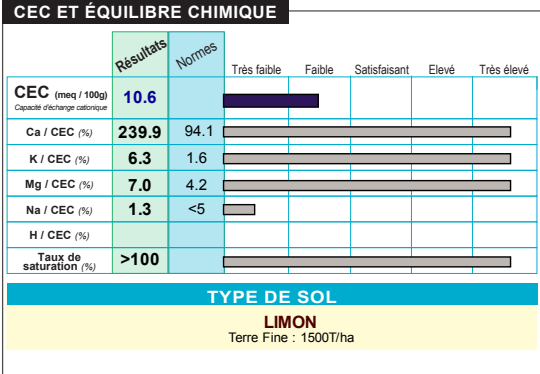 CEC ET ÉQUILIBRE CHIMIQUE
Résultats Normes Très faible Faible Satisfaisant Elevé Très élevé
CEC (meq / 100g) 10.6
Capacité d'échange cationique
Ca / CEC (%) 239.9 94.1
K / CEC (%) 6.3 1.6
Mg / CEC (%) 7.0 4.2
Na / CEC (%) 1.3 <5
H / CEC (%)
Taux de saturation (%) >100
TYPE DE SOL
LIMON
Terre Fine : 1500T/ha